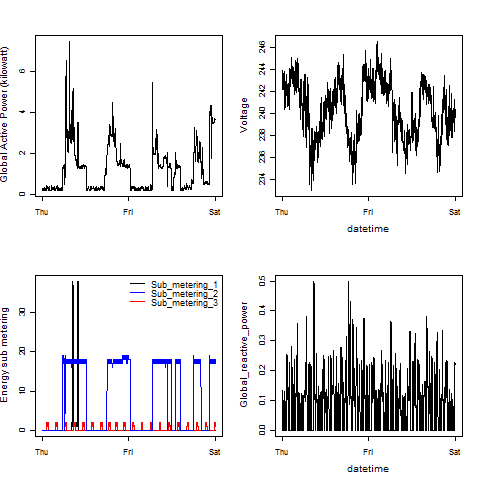 Global Active Power (kilowatt)
0 2 4 6
Thu Fri Sat
Voltage
234 236 238 240 242 244 246
Thu Fri Sat
datetime
Energy sub metering
0 10 20 30
Sub_metering_1
Sub_metering_2
Sub_metering_3
Thu Fri Sat
Global_reactive_power
0.0 0.1 0.2 0.3 0.4 0.5
Thu Fri Sat
datetime